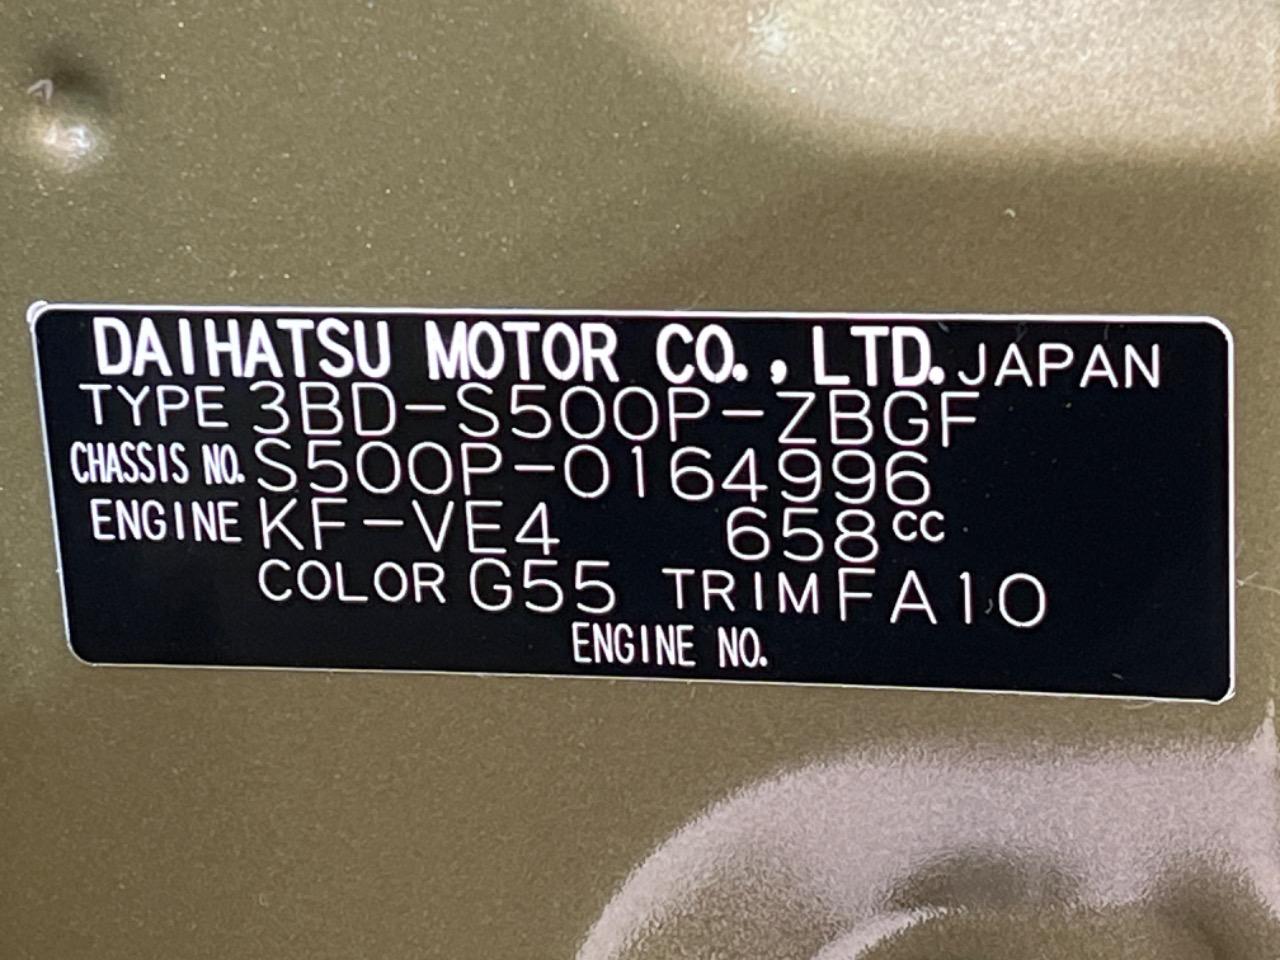 DAIHATSU MOTOR CO., LTD. JAPAN
TYPE 3BD-S500P-ZBGF
CHASSIS NO. S500P-0164996
ENGINE KF-VE4 658cc
COLOR G55 TRIM FA10
ENGINE NO.